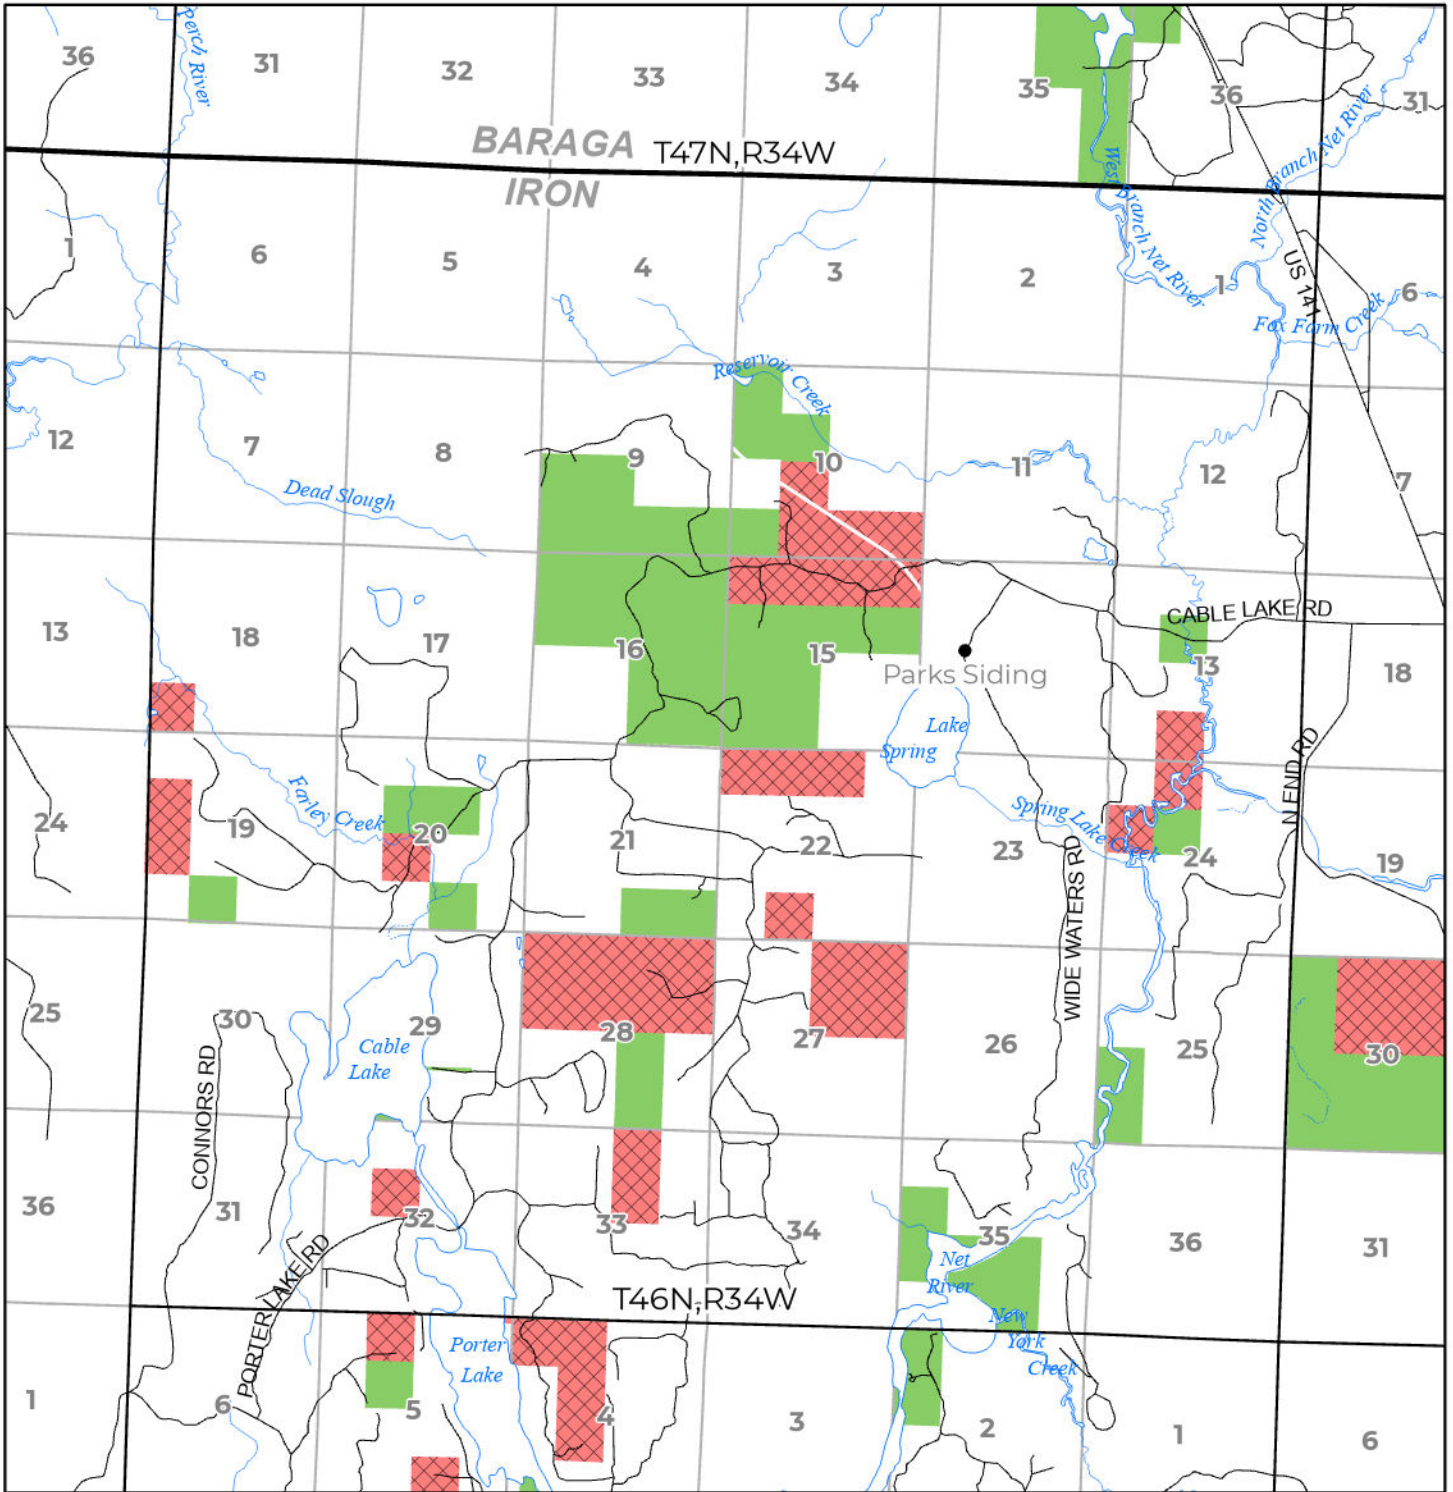 36
31
32
33
34
35
36
31
Perch River
BARAGA
T47N,R34W
IRON
West Branch Net River
North Branch Net River
US 141
1
6
5
4
3
2
1
6
Fox Farm Creek
Reservoir Creek
12
7
8
9
10
11
12
7
Dead Slough
CABLE LAKE RD
13
18
17
16
15
Parks Siding
13
18
Lake
Spring
N END RD
Farley Creek
Spring Lake Creek
24
19
20
21
22
23
24
19
WIDE WATERS RD
25
30
29
28
27
26
25
30
Cable
Lake
CONNORS RD
36
31
32
33
34
35
36
31
Net
River
PORTER LAKE RD
T46N,R34W
New
York
Creek
Porter
Lake
1
6
5
4
3
2
1
6